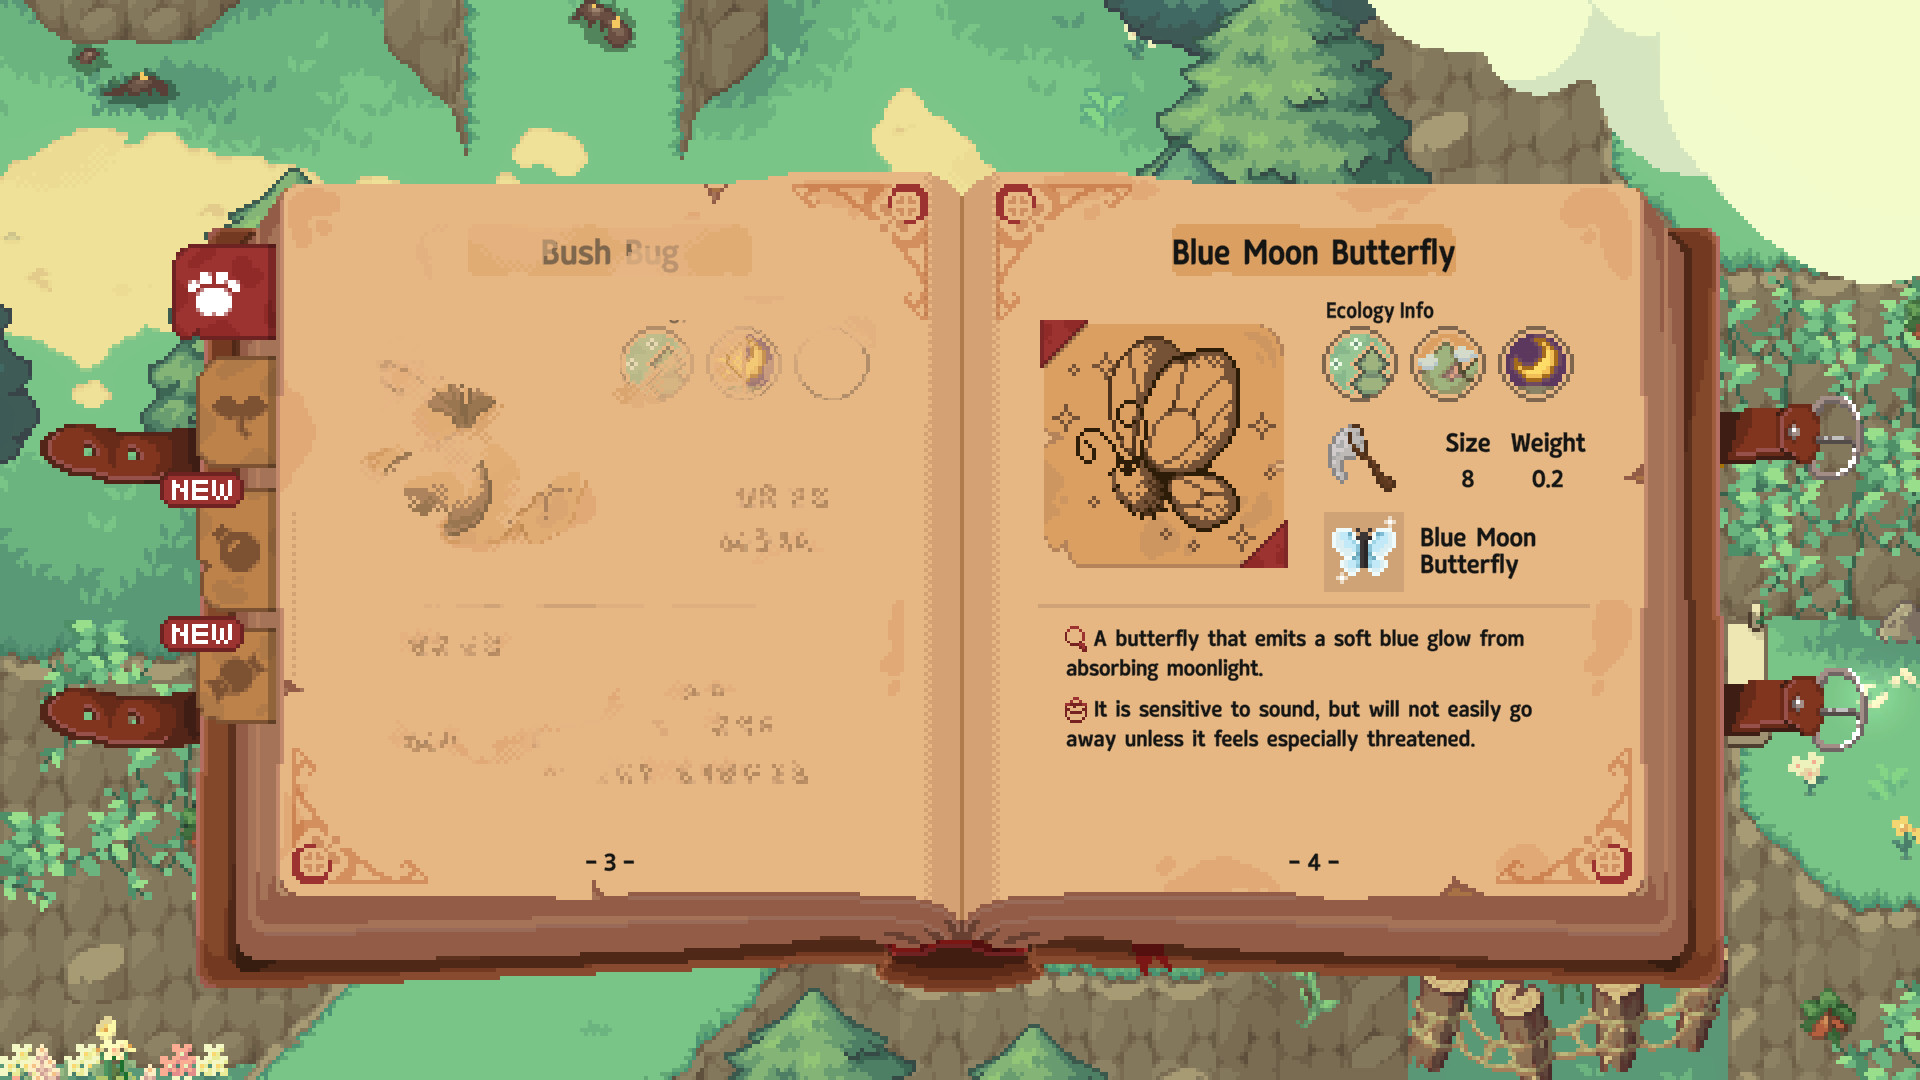 Bush Bug
NEW
NEW
- 3 -
Blue Moon Butterfly
Ecology Info
Size Weight
8 0.2
Blue Moon
Butterfly
A butterfly that emits a soft blue glow from
absorbing moonlight.
It is sensitive to sound, but will not easily go
away unless it feels especially threatened.
- 4 -